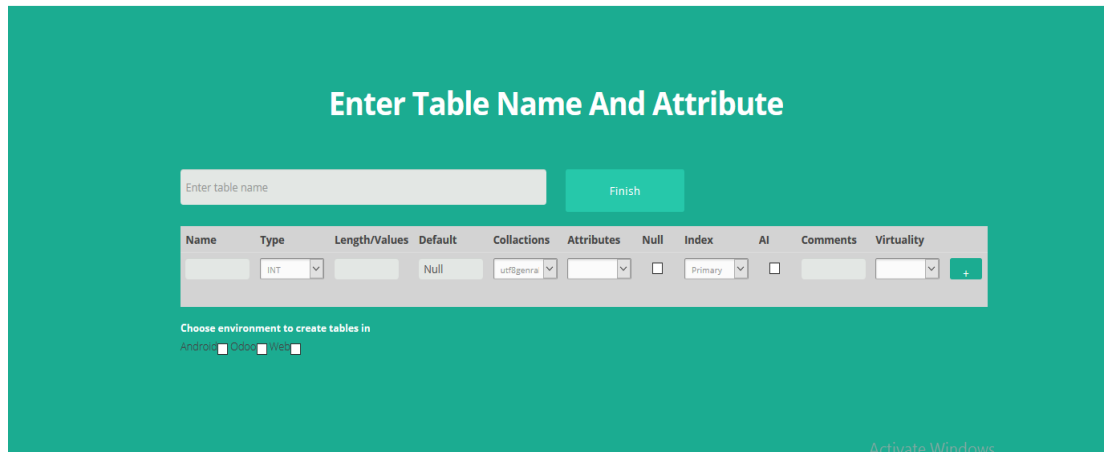 Enter Table Name And Attribute
Enter table name Finish
Name Type Length/Values Default Collactions Attributes Null Index AI Comments Virtuality
INT Null utf8genra Primary +
Choose environment to create tables in
Android Odoo Web
Activate Windows